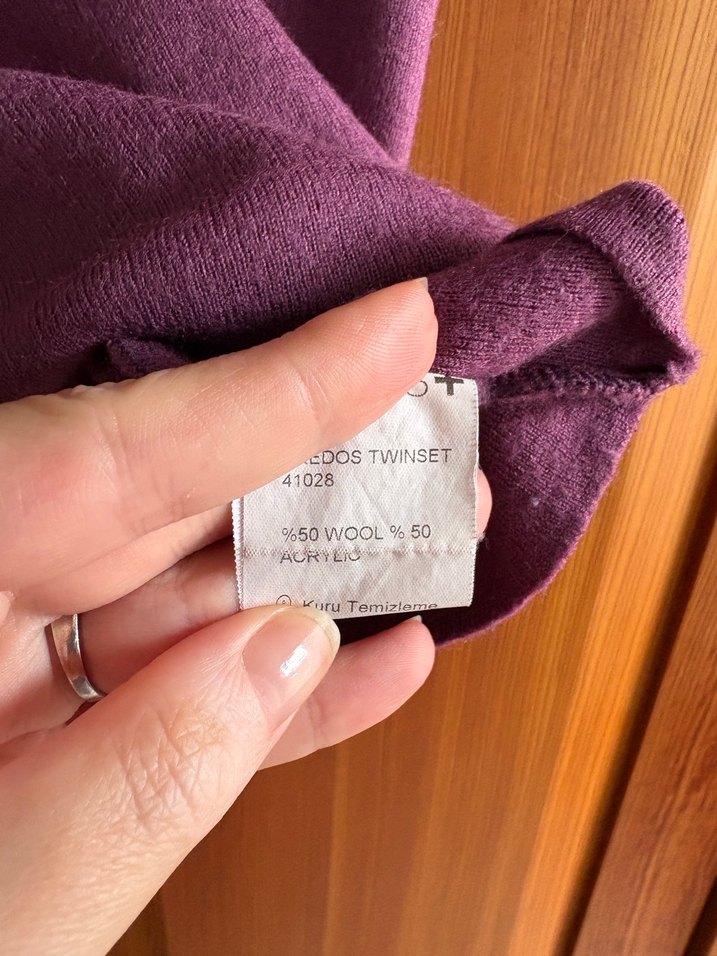 TWINSET
41028
%50 WOOL % 50
ACRYLIC
Kuru Temizleme